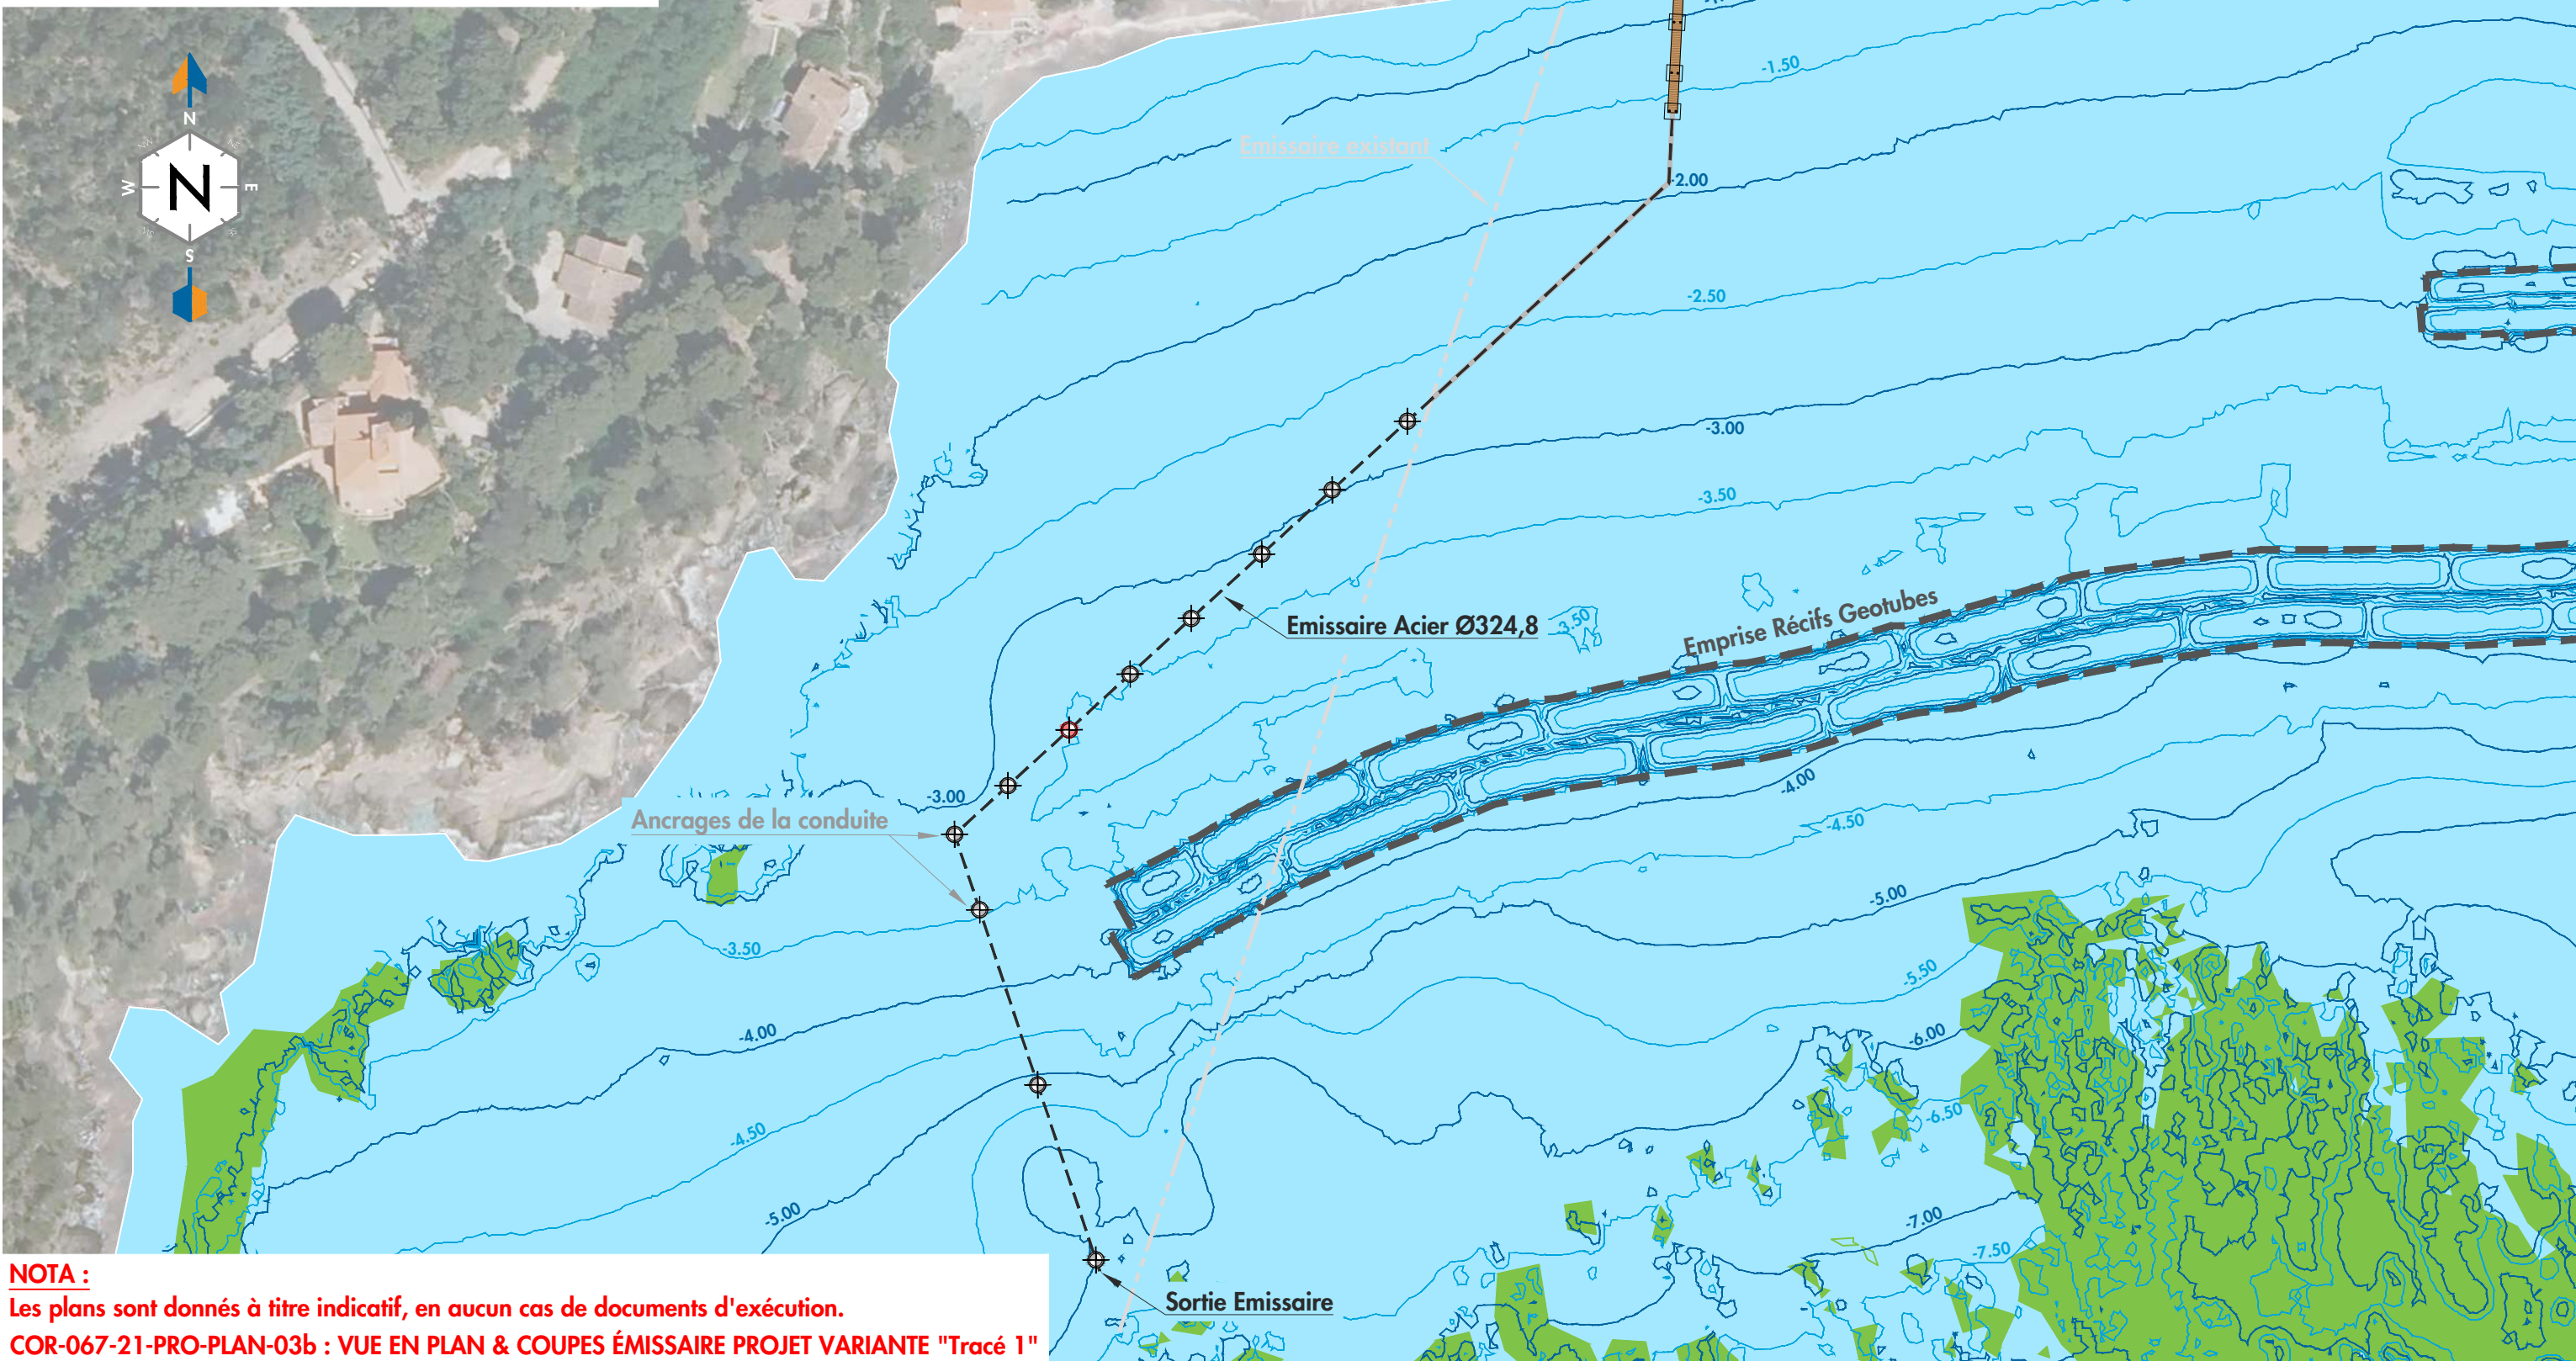 N
N
W
E
S
-1.50
Emissaire existant
-2.00
-2.50
-3.00
-3.50
Emissaire Acier Ø324,8
-3.50
Emprise Récifs Geotubes
-3.00
-4.00
Ancrages de la conduite
-4.50
-5.00
-3.50
-5.50
-4.00
-6.00
-6.50
-4.50
-5.00
-7.00
-7.50
Sortie Emissaire
NOTA :
Les plans sont donnés à titre indicatif, en aucun cas de documents d'exécution.
COR-067-21-PRO-PLAN-03b : VUE EN PLAN & COUPES ÉMISSAIRE PROJET VARIANTE "Tracé 1"